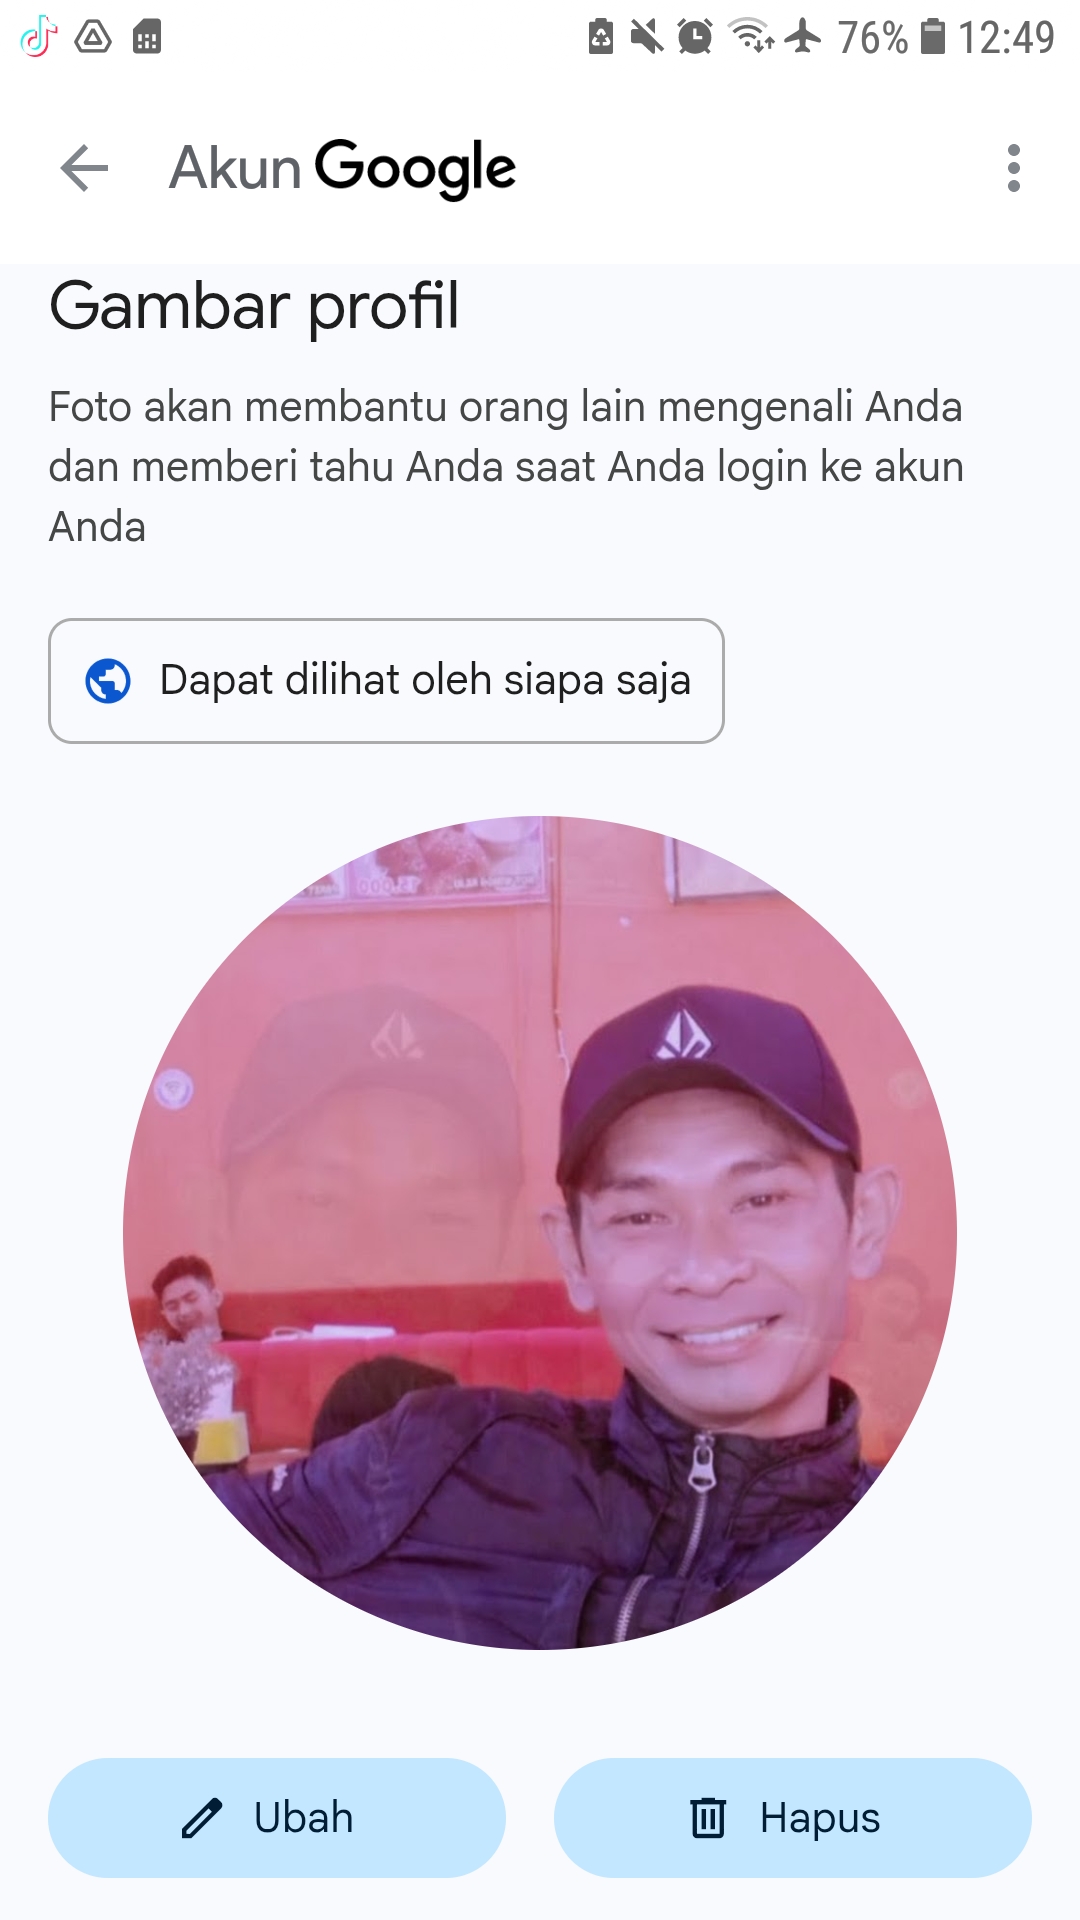 76% 12:49
Akun Google
Gambar profil
Foto akan membantu orang lain mengenali Anda
dan memberi tahu Anda saat Anda login ke akun
Anda
Dapat dilihat oleh siapa saja
Ubah
Hapus